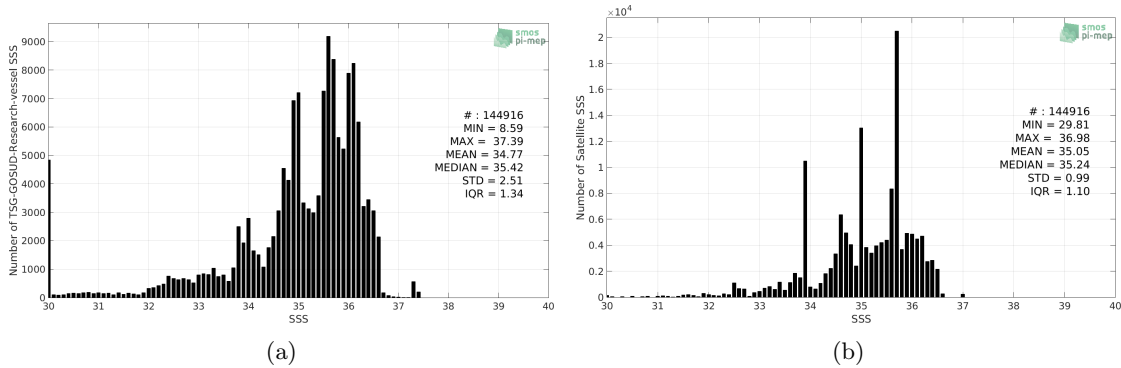 9000
8000
7000
6000
5000
4000
3000
2000
1000
0
Number of TSG-GOSUD-Research-vessel SSS
smos
pi-mep
# : 144916
MIN = 8.59
MAX = 37.39
MEAN = 34.77
MEDIAN = 35.42
STD = 2.51
IQR = 1.34
30 31 32 33 34 35 36 37 38 39 40
SSS
(a)
×10⁴
2
1.8
1.6
1.4
1.2
1
0.8
0.6
0.4
0.2
0
Number of Satellite SSS
smos
pi-mep
# : 144916
MIN = 29.81
MAX = 36.98
MEAN = 35.05
MEDIAN = 35.24
STD = 0.99
IQR = 1.10
30 31 32 33 34 35 36 37 38 39 40
SSS
(b)